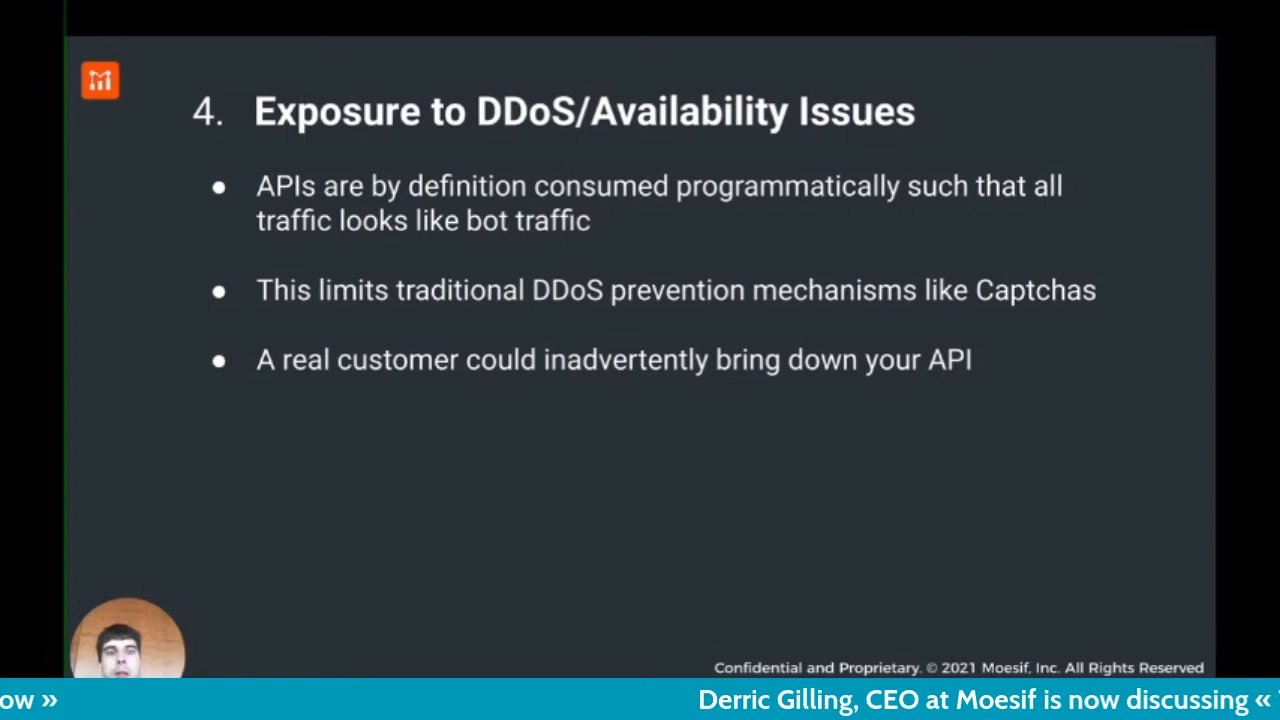 4. Exposure to DDoS/Availability Issues
● APIs are by definition consumed programmatically such that all
traffic looks like bot traffic
● This limits traditional DDoS prevention mechanisms like Captchas
● A real customer could inadvertently bring down your API
Confidential and Proprietary. © 2021 Moesif, Inc. All Rights Reserved
ow » Derric Gilling, CEO at Moesif is now discussing «